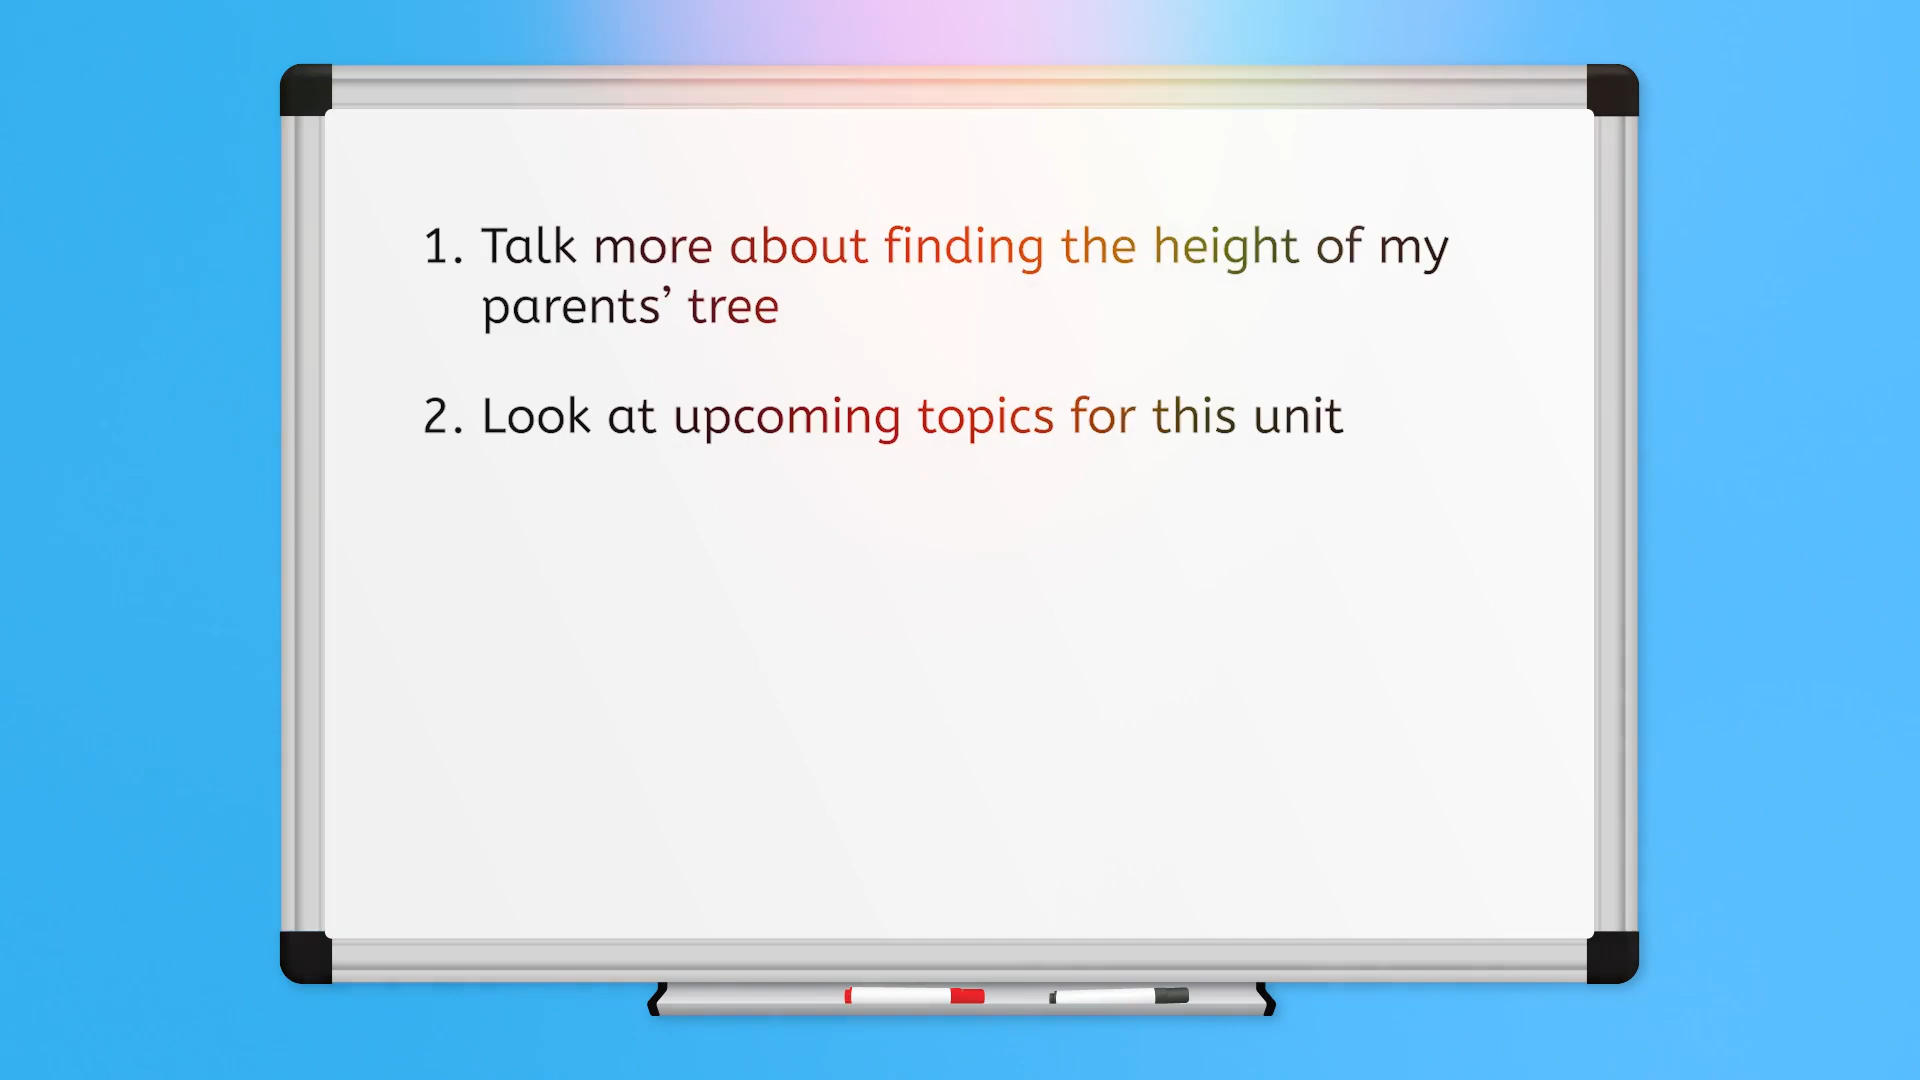 1. Talk more about finding the height of my
parents’ tree
2. Look at upcoming topics for this unit